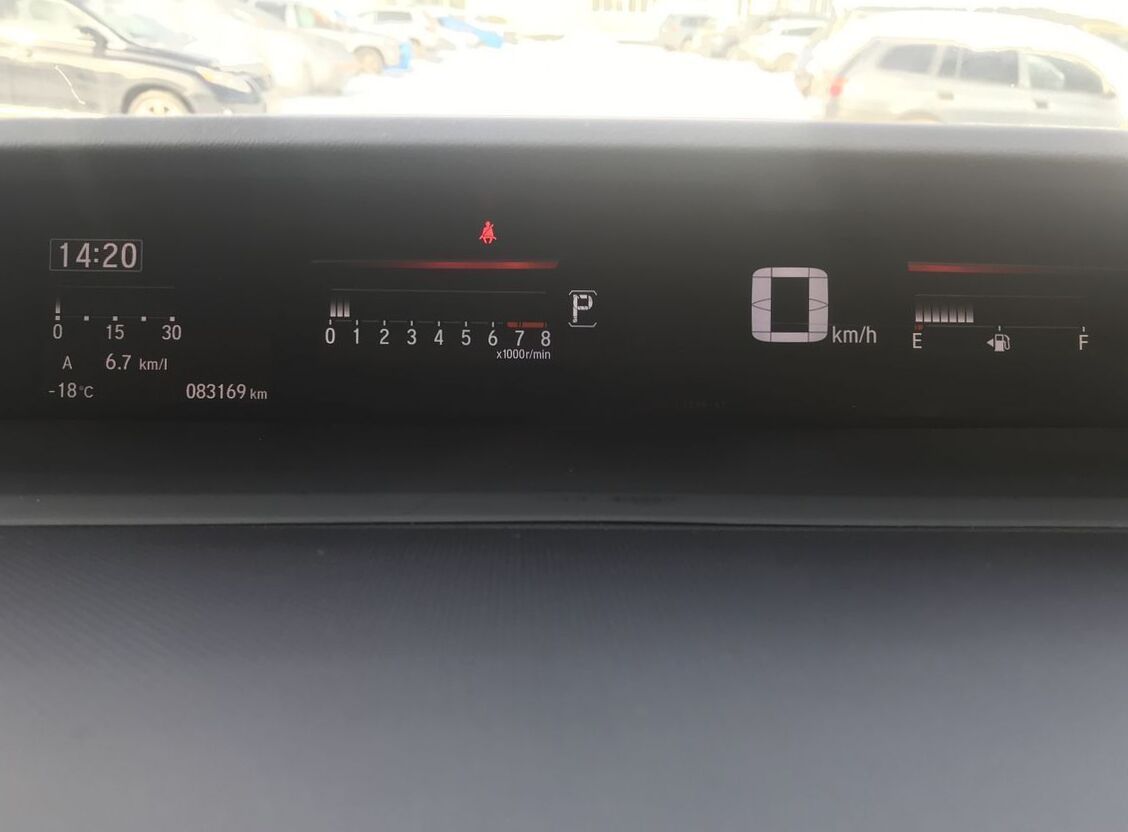 14:20
0 15 30
A 6.7 km/l
-18°C 083169 km
0 1 2 3 4 5 6 7 8
x1000r/min
P
0 km/h
E F